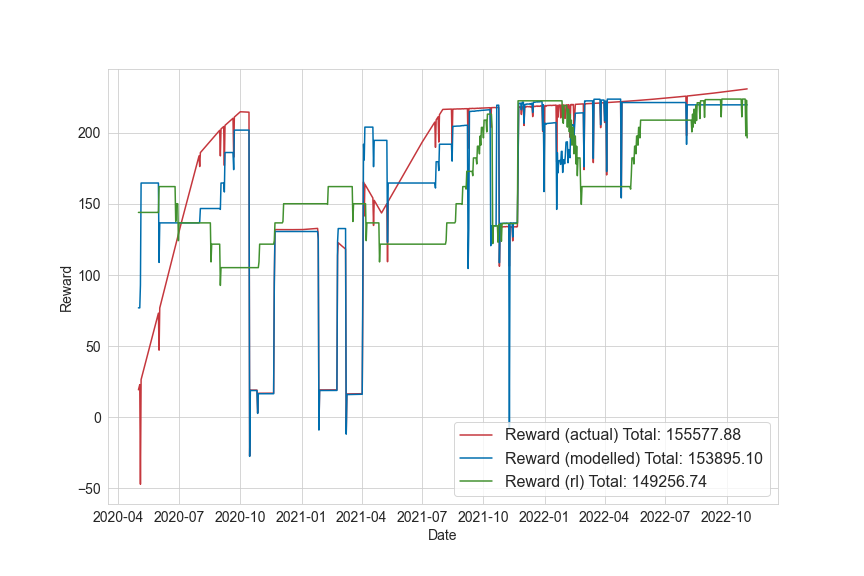 200
150
100
50
0
−50
Reward
2020-04 2020-07 2020-10 2021-01 2021-04 2021-07 2021-10 2022-01 2022-04 2022-07 2022-10
Date
Reward (actual) Total: 155577.88
Reward (modelled) Total: 153895.10
Reward (rl) Total: 149256.74